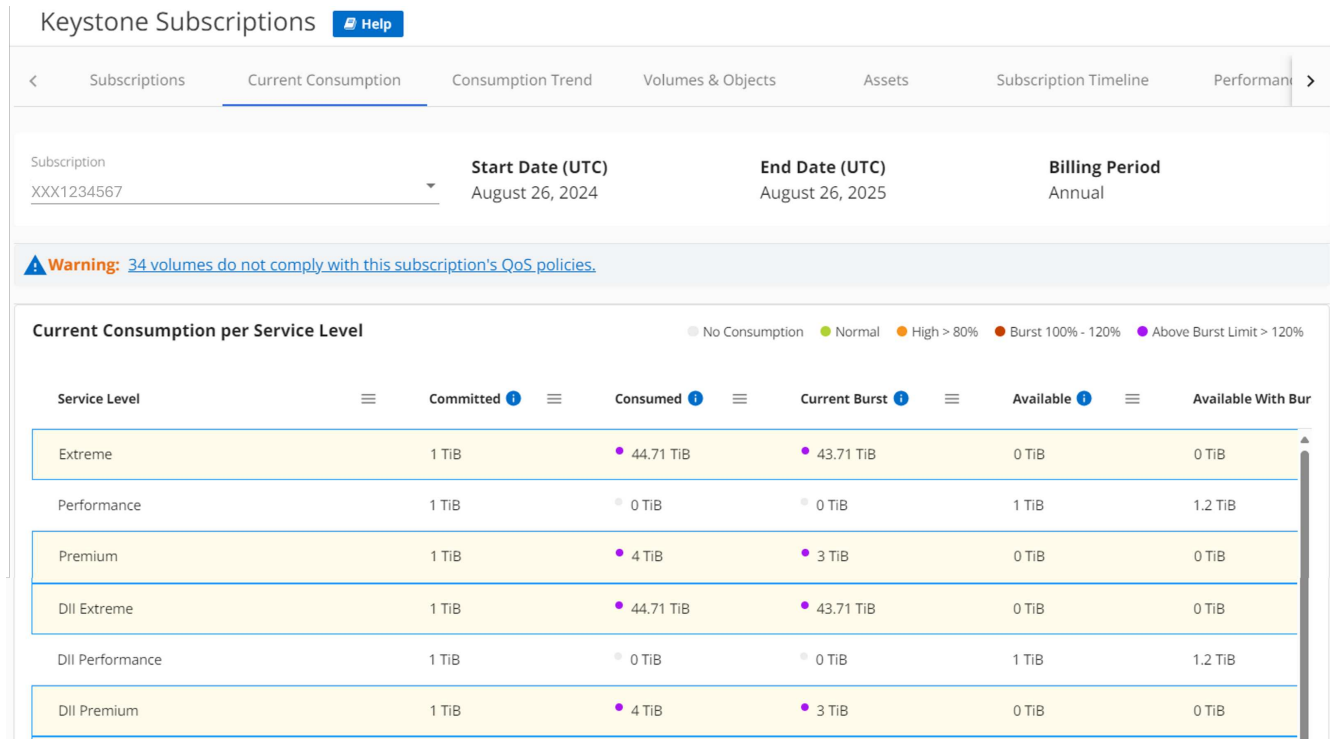 Keystone Subscriptions Help
Subscriptions Current Consumption Consumption Trend Volumes & Objects Assets Subscription Timeline Performanc
Subscription
XXX1234567
Start Date (UTC)
August 26, 2024
End Date (UTC)
August 26, 2025
Billing Period
Annual
Warning: 34 volumes do not comply with this subscription's QoS policies.
Current Consumption per Service Level No Consumption Normal High > 80% Burst 100% - 120% Above Burst Limit > 120%
Service Level Committed Consumed Current Burst Available Available With Bur
Extreme 1 TiB 44.71 TiB 43.71 TiB 0 TiB 0 TiB
Performance 1 TiB 0 TiB 0 TiB 1 TiB 1.2 TiB
Premium 1 TiB 4 TiB 3 TiB 0 TiB 0 TiB
DII Extreme 1 TiB 44.71 TiB 43.71 TiB 0 TiB 0 TiB
DII Performance 1 TiB 0 TiB 0 TiB 1 TiB 1.2 TiB
DII Premium 1 TiB 4 TiB 3 TiB 0 TiB 0 TiB